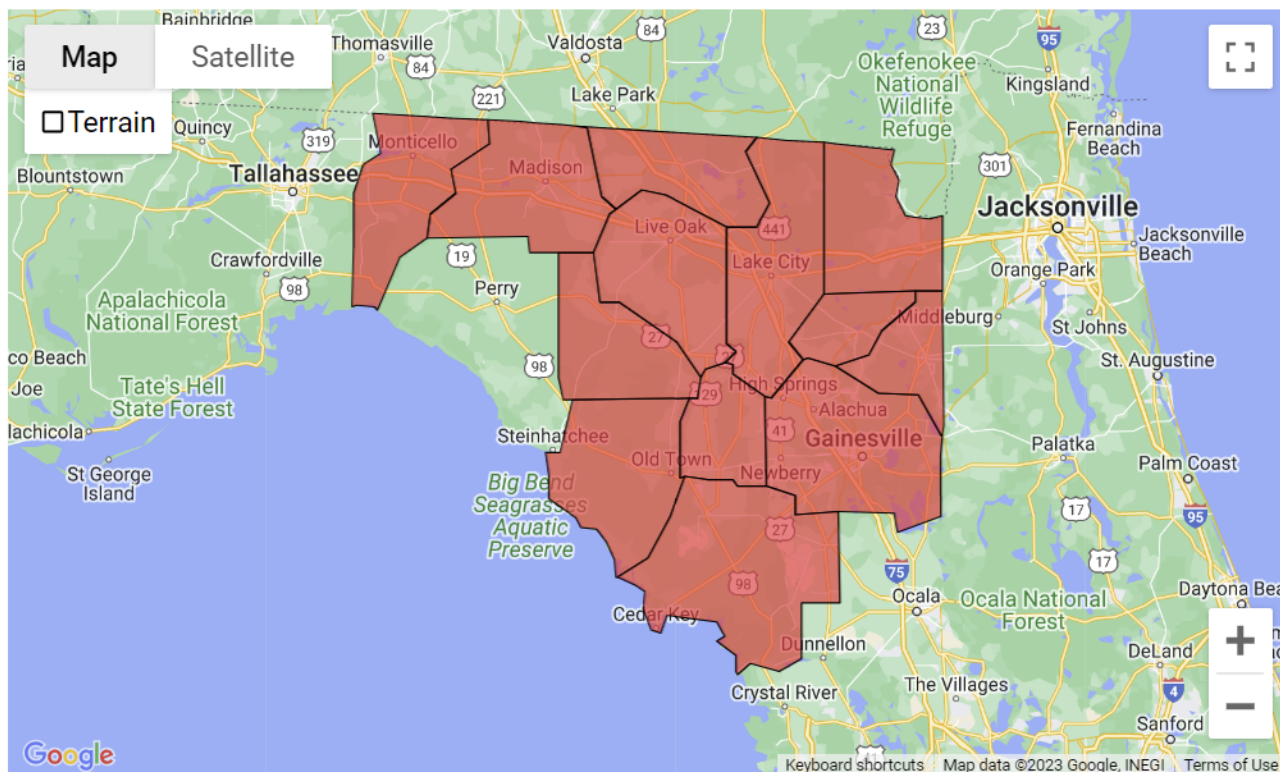 Bainbridge
Map
Satellite
Terrain
Thomasville
84
Valdosta
84
23
95
Okefenokee
National
Wildlife
Refuge
Kingsland
221
Lake Park
Quincy
319
Monticello
Fernandina
Beach
Blountstown
Tallahassee
Madison
301
Jacksonville
Live Oak
441
Jacksonville
Beach
Crawfordville
19
Lake City
Orange Park
98
Perry
Apalachicola
National Forest
Middleburg
St Johns
27
co Beach
98
St. Augustine
Joe
Tate's Hell
State Forest
High Springs
129
Alachua
lachicola
Steinhatchee
41
Gainesville
Palatka
St George
Island
Old Town
Newberry
Palm Coast
Big Bend
Seagrasses
Aquatic
Preserve
17
95
27
17
75
98
Ocala
Ocala National
Forest
Daytona Bea
Cedar Key
Dunnellon
DeLand
Crystal River
The Villages
4
Sanford
41
Google
Keyboard shortcuts
Map data ©2023 Google, INEGI
Terms of Use